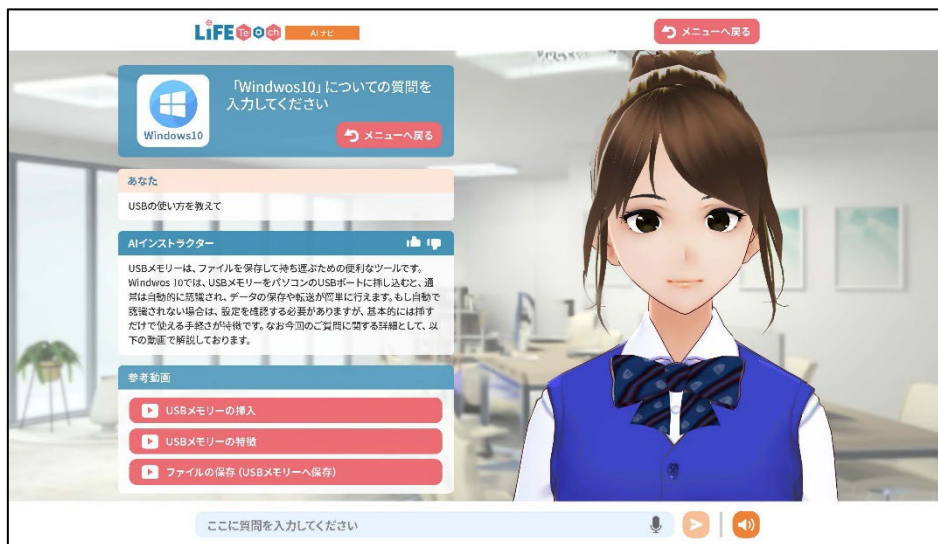 LiFE Te ch AIナビ
メニューへ戻る
Windows10
「Windwos10」についての質問を
入力してください
メニューへ戻る
あなた
USBの使い方を教えて
AIインストラクター
USBメモリーは、ファイルを保存して持ち運ぶための便利なツールです。
Windwos 10では、USBメモリーをパソコンのUSBポートに挿し込むと、通
常は自動的に認識され、データの保存や転送が簡単に行えます。もし自動で
認識されない場合は、設定を確認する必要がありますが、基本的には挿す
だけで使える手軽さが特徴です。なお今回のご質問に関する詳細として、以
下の動画で解説しております。
参考動画
USBメモリーの挿入
USBメモリーの特徴
ファイルの保存（USBメモリーへ保存）
ここに質問を入力してください